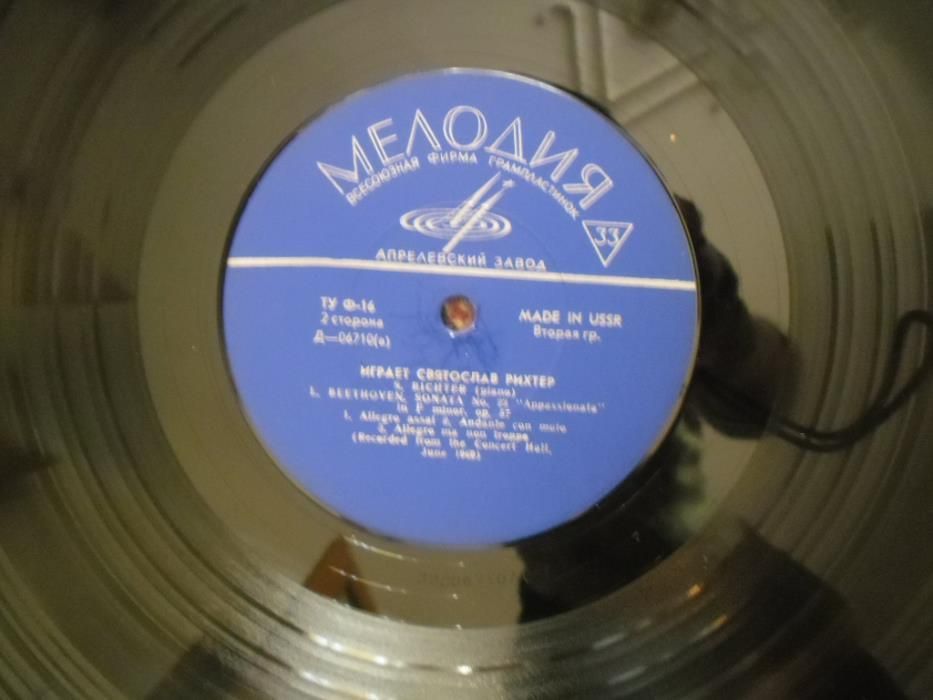 МЕЛОДИЯ
ВСЕСОЮЗНАЯ ФИРМА ГРАМПЛАСТИНОК
33
АПРЕЛЕВСКИЙ ЗАВОД
ТУ Ф-16
2 сторона
Д—06710(а)
MADE IN USSR
Вторая гр.
ИГРАЕТ СВЯТОСЛАВ РИХТЕР
S. RICHTER (piano)
L. BEETHOVEN. SONATA No. 23 "Appassionata"
in F minor, op. 57
1. Allegro assai 2. Andante con moto
3. Allegro ma non troppo
(Recorded from the Concert Hall,
June